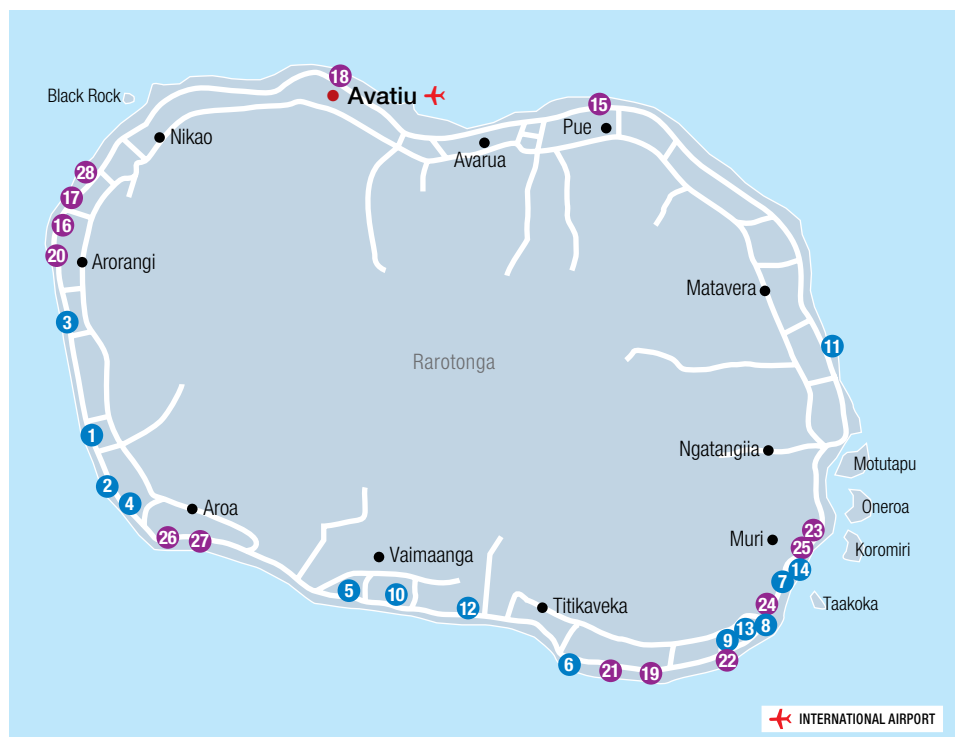 18
Black Rock
Avatiu
15
Pue
Nikao
Avarua
28
17
16
20
Arorangi
Matavera
3
11
Rarotonga
1
Ngatangiia
Motutapu
2
4
Aroa
Oneroa
26
27
23
Muri
25
Koromiri
Vaimaanga
14
7
5
10
12
Titikaveka
24
Taakoka
13
8
9
6
21
19
22
INTERNATIONAL AIRPORT